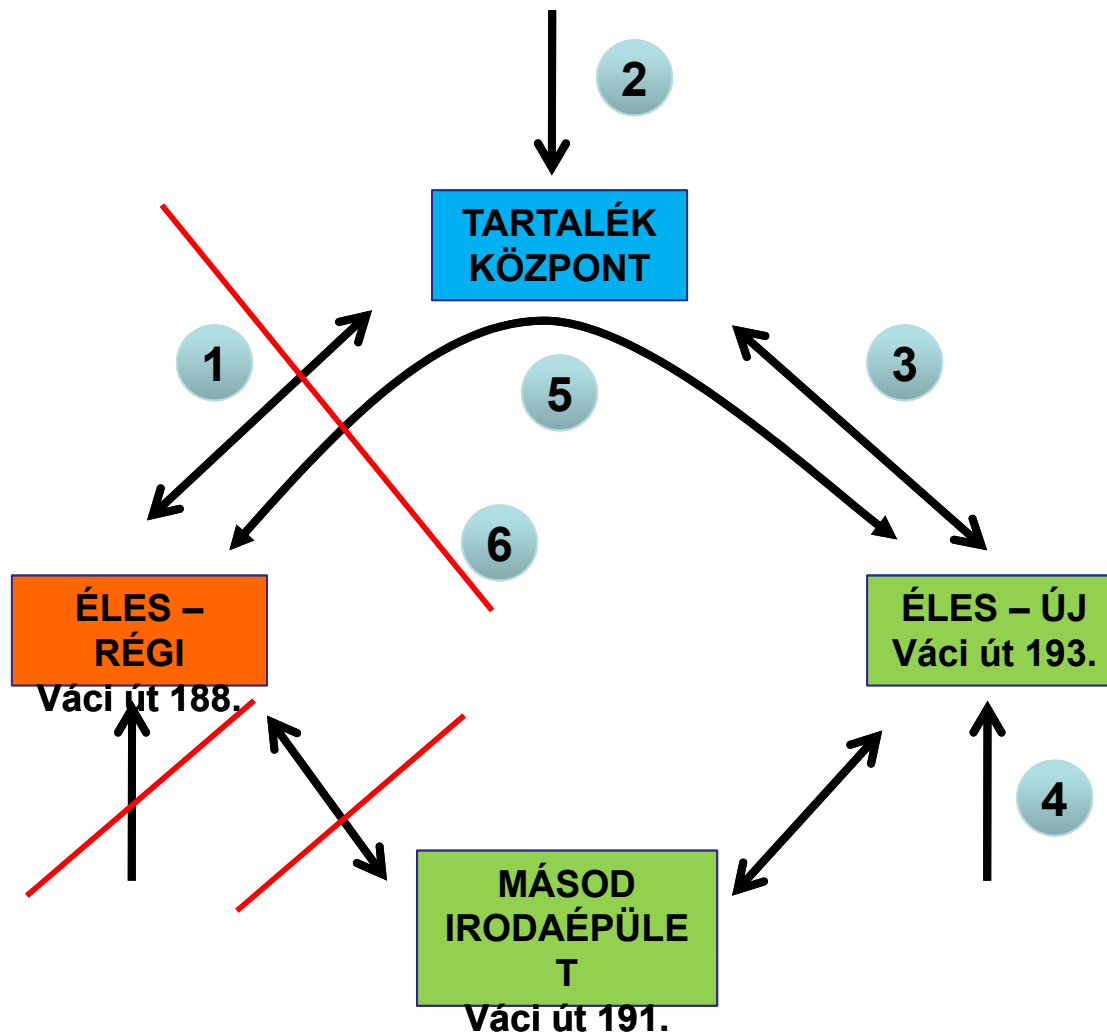 2
TARTALÉK
KÖZPONT
1
3
5
6
ÉLES –
RÉGI
Váci út 188.
ÉLES – ÚJ
Váci út 193.
4
MÁSOD
IRODAÉPÜLE
T
Váci út 191.